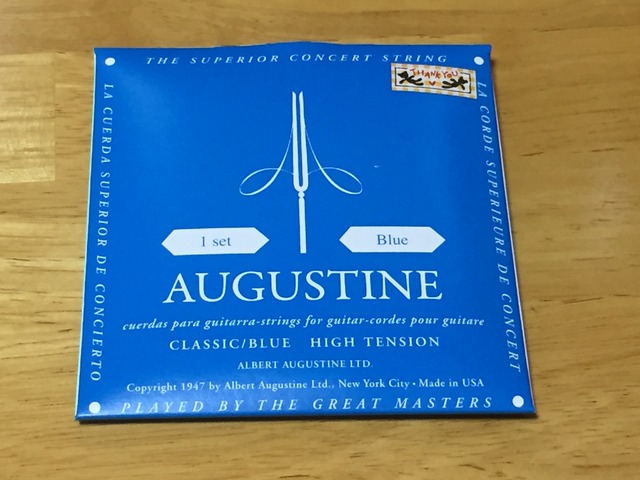 THE SUPERIOR CONCERT STRING
THANK YOU
LA CUERDA SUPERIOR DE CONCIERTO
LA CORDE SUPERIEURE DE CONCERT
1 set
Blue
AUGUSTINE
cuerdas para guitarra-strings for guitar-cordes pour guitare
CLASSIC/BLUE HIGH TENSION
ALBERT AUGUSTINE LTD.
Copyright 1947 by Albert Augustine Ltd., New York City • Made in USA
PLAYED BY THE GREAT MASTERS